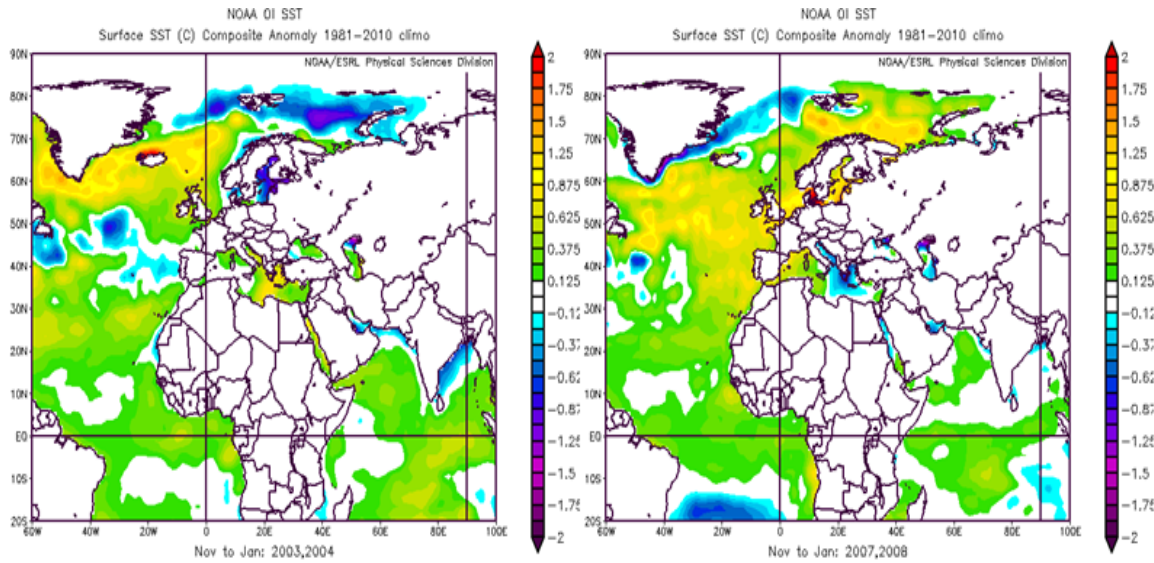 NOAA OI SST
Surface SST (C) Composite Anomaly 1981-2010 climo
NOAA/ESRL Physical Sciences Division
90N
80N
70N
60N
50N
40N
30N
20N
10N
EQ
10S
20S
60W
40W
20W
0
20E
40E
60E
80E
100E
Nov to Jan: 2003,2004
2
1.75
1.5
1.25
0.875
0.625
0.375
0.125
-0.12
-0.37
-0.62
-0.87
-1.25
-1.5
-1.75
-2
NOAA OI SST
Surface SST (C) Composite Anomaly 1981-2010 climo
NOAA/ESRL Physical Sciences Division
90N
80N
70N
60N
50N
40N
30N
20N
10N
EQ
10S
20S
60W
40W
20W
0
20E
40E
60E
80E
100E
Nov to Jan: 2007,2008
2
1.75
1.5
1.25
0.875
0.625
0.375
0.125
-0.12
-0.37
-0.62
-0.87
-1.25
-1.5
-1.75
-2